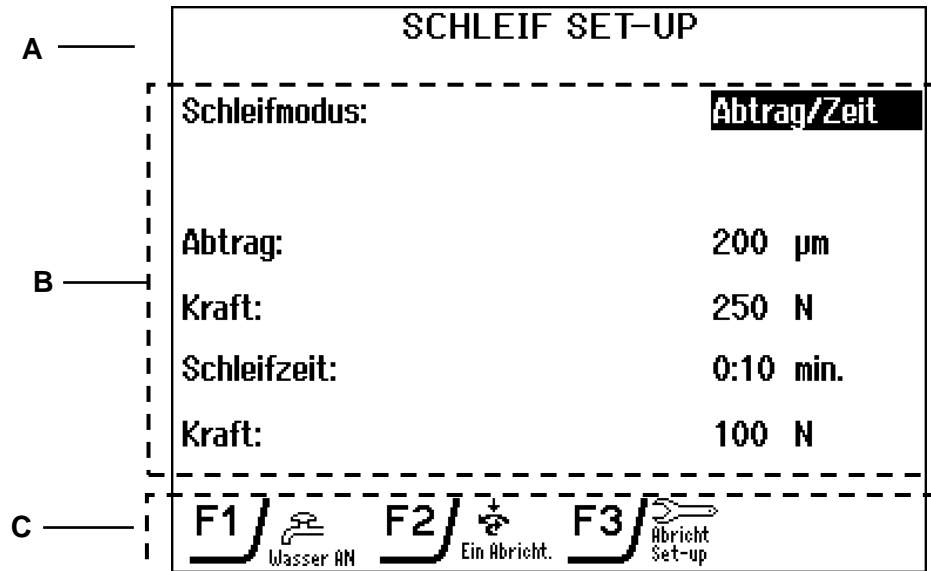 A
SCHLEIF SET-UP
Schleifmodus: Abtrag/Zeit
Abtrag: 200 µm
B
Kraft: 250 N
Schleifzeit: 0:10 min.
Kraft: 100 N
C
F1 Wasser AN F2 Ein Abricht. F3 Abricht Set-up